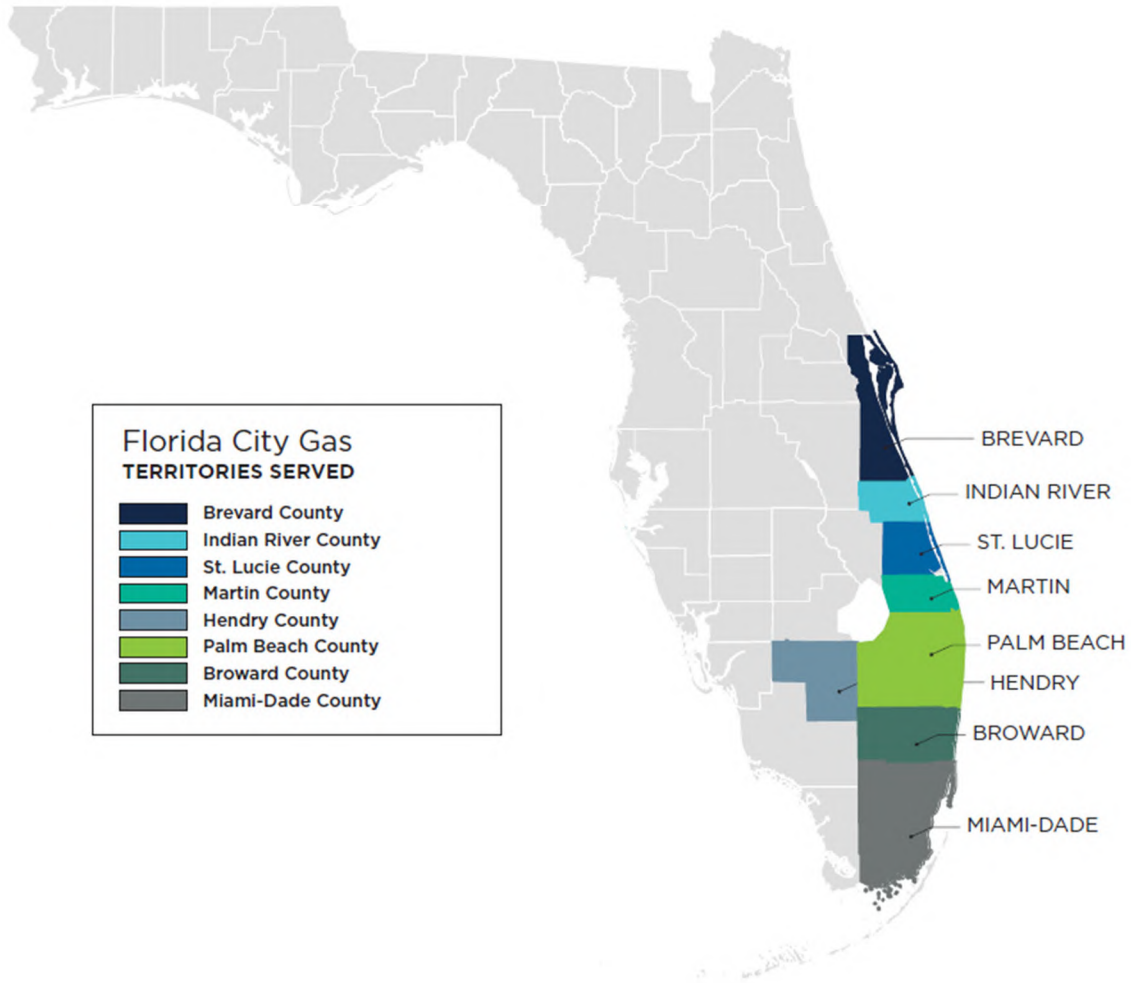 Florida City Gas
TERRITORIES SERVED
Brevard County
Indian River County
St. Lucie County
Martin County
Hendry County
Palm Beach County
Broward County
Miami-Dade County
BREVARD
INDIAN RIVER
ST. LUCIE
MARTIN
PALM BEACH
HENDRY
BROWARD
MIAMI-DADE